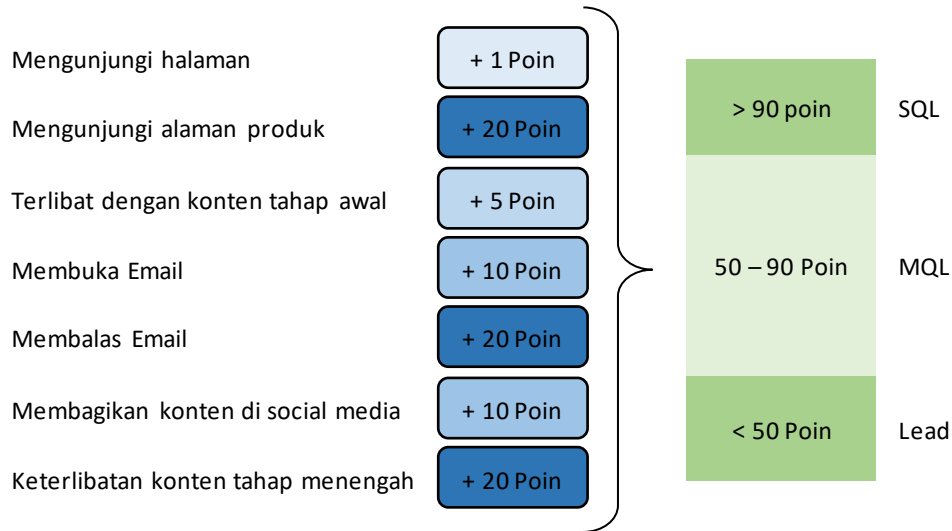 Mengunjungi halaman
+ 1 Poin
Mengunjungi alaman produk
+ 20 Poin
Terlibat dengan konten tahap awal
+ 5 Poin
Membuka Email
+ 10 Poin
Membalas Email
+ 20 Poin
Membagikan konten di social media
+ 10 Poin
Keterlibatan konten tahap menengah
+ 20 Poin
> 90 poin
SQL
50 – 90 Poin
MQL
< 50 Poin
Lead